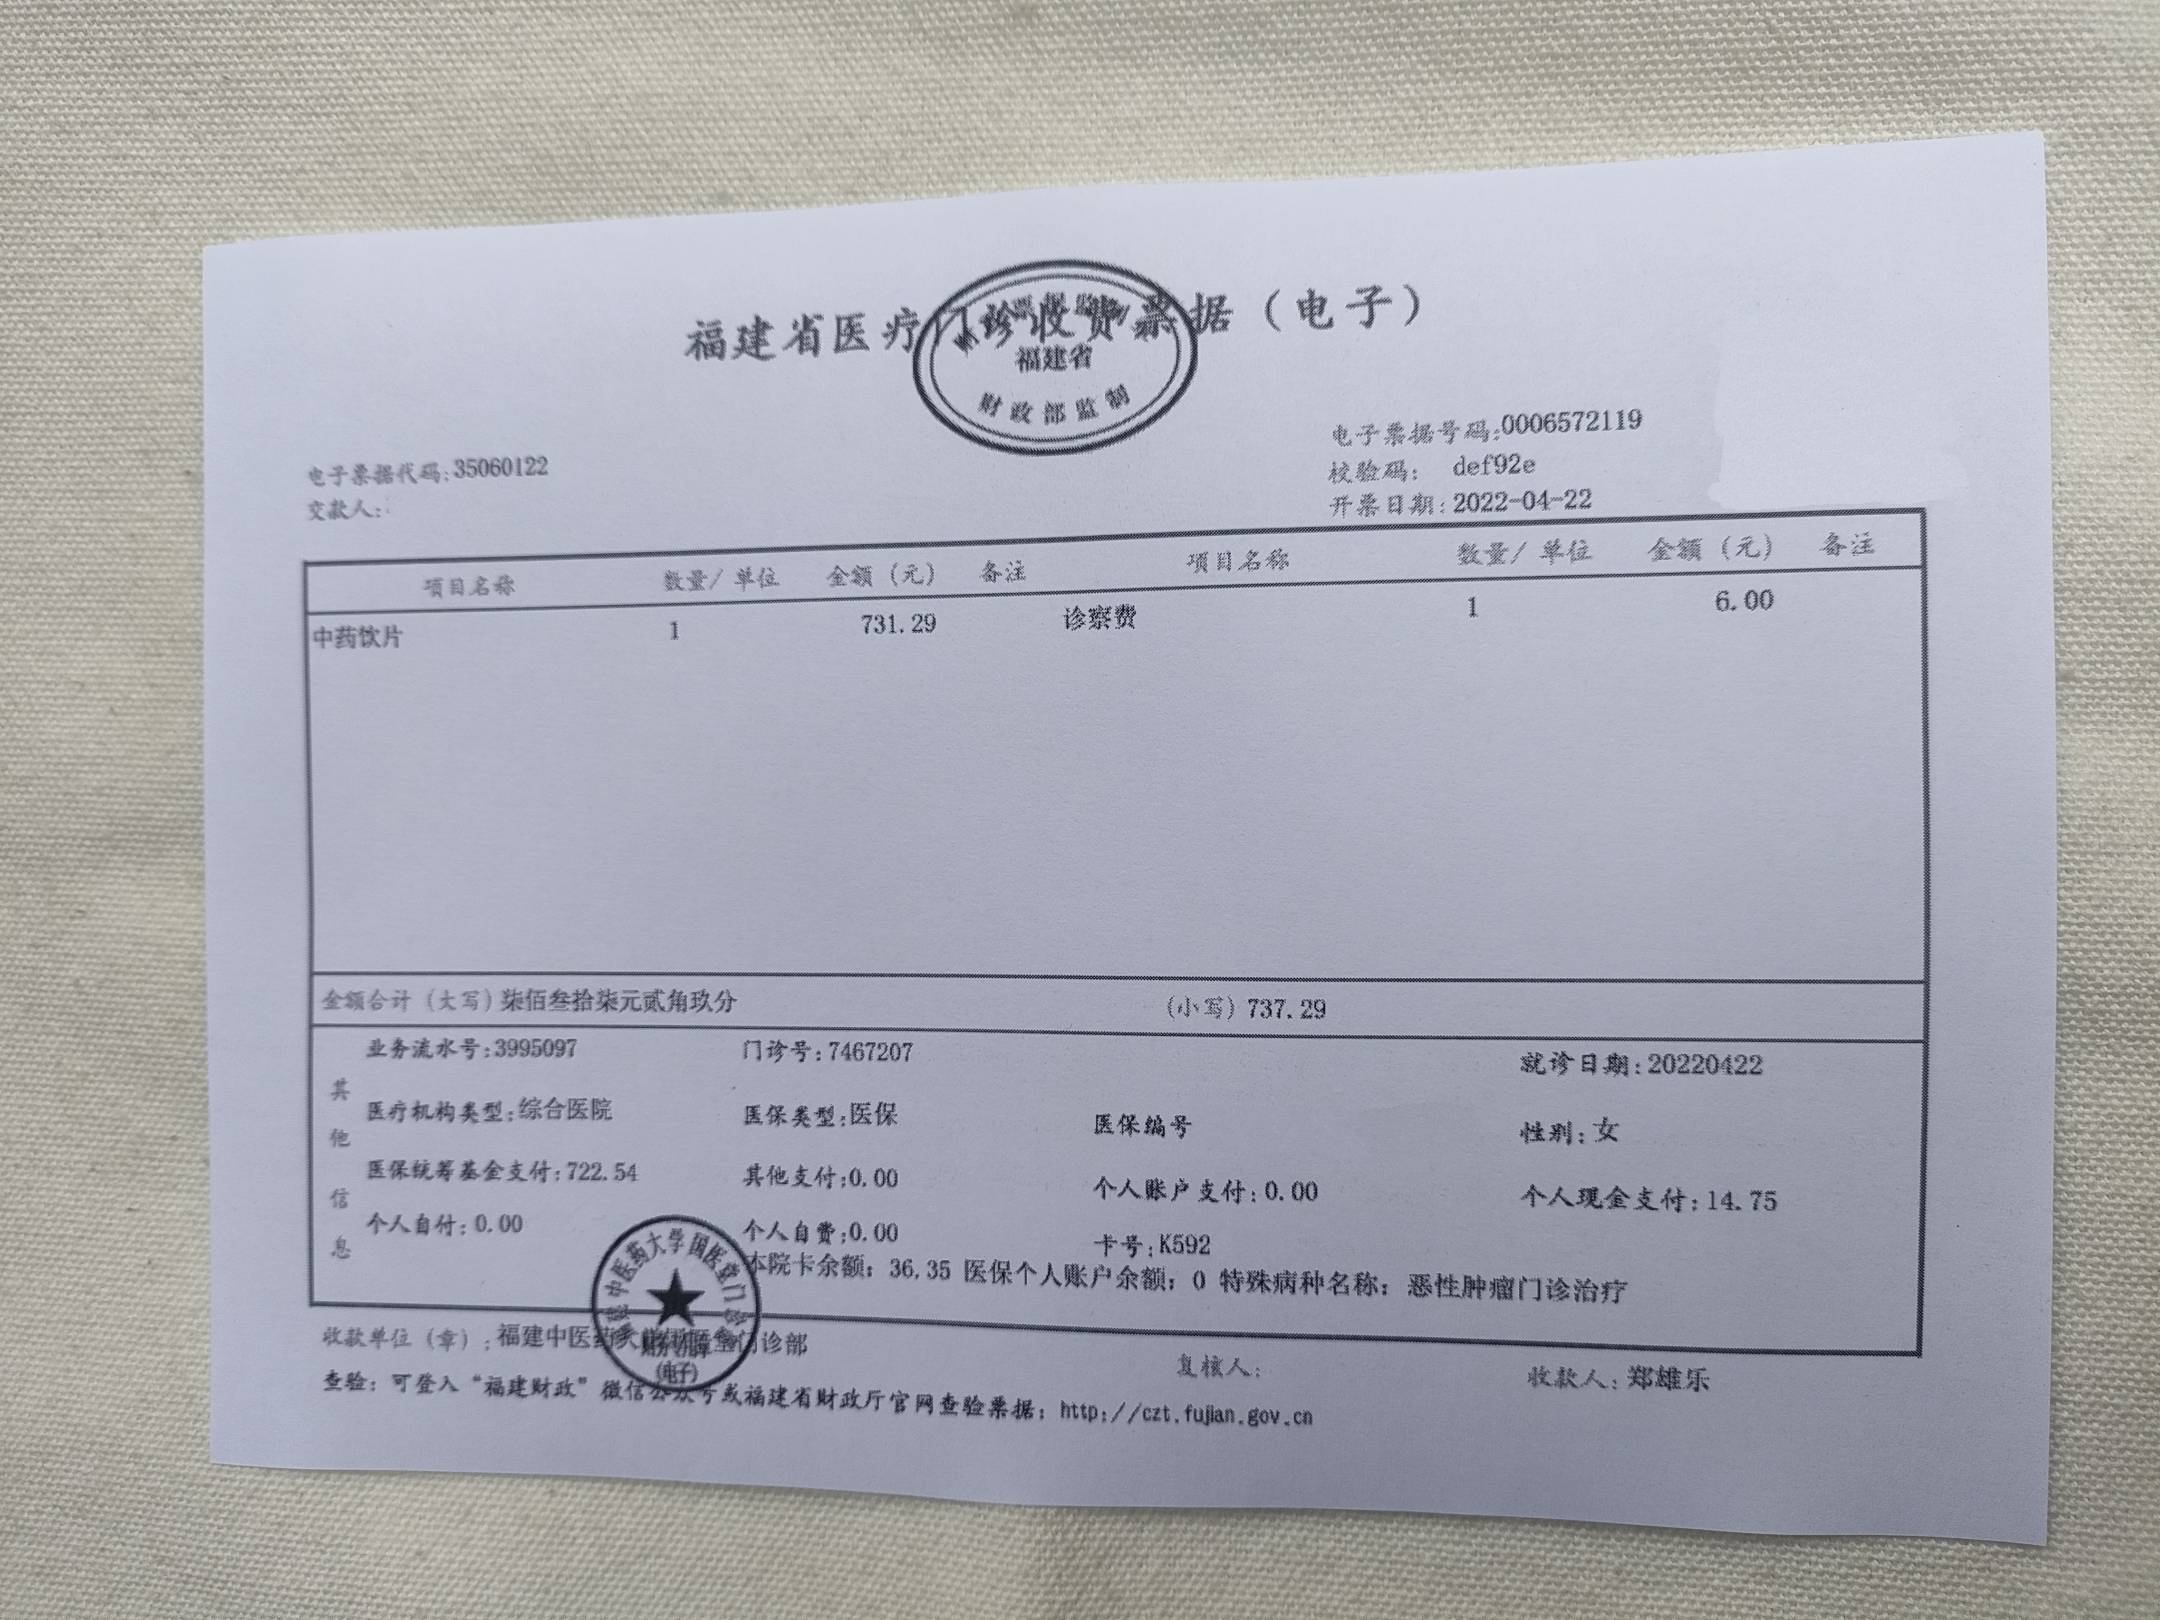 福建省医疗门诊收费票据（电子）
福建省
财政部监制
电子票据代码:35060122
电子票据号码:0006572119
交款人:
校验码: def92e
开票日期:2022-04-22
项目名称 数量/单位 金额（元） 备注 项目名称 数量/单位 金额（元） 备注
中药饮片 1 731.29 诊察费 1 6.00
金额合计（大写）柒佰叁拾柒元贰角玖分 （小写）737.29
其他信息
业务流水号:3995097 门诊号:7467207 就诊日期:20220422
医疗机构类型:综合医院 医保类型:医保 医保编号 性别:女
医保统筹基金支付:722.54 其他支付:0.00 个人账户支付:0.00 个人现金支付:14.75
个人自付:0.00 个人自费:0.00 卡号:K592
本院卡余额：36.35 医保个人账户余额：0 特殊病种名称：恶性肿瘤门诊治疗
中医药大学国医堂门
（电子）
收款单位（章）:福建中医药大学国医堂门诊部 复核人: 收款人:郑雄乐
查验：可登入“福建财政”微信公众号或福建省财政厅官网查验票据：http://czt.fujian.gov.cn